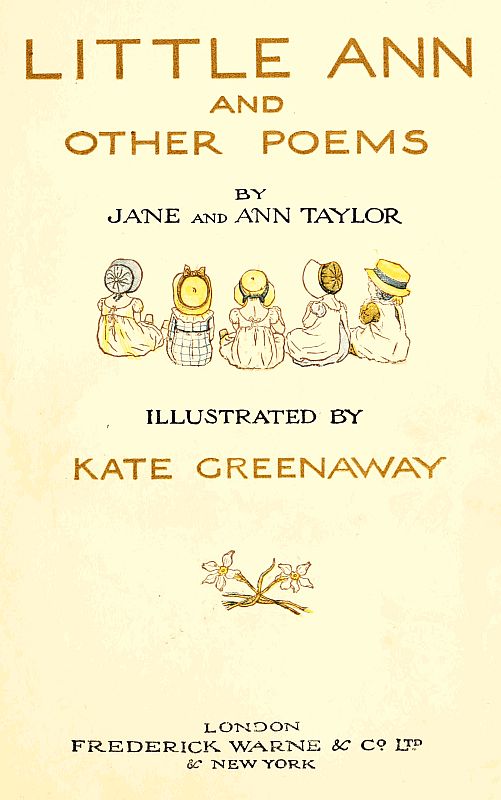 LITTLE ANN
AND
OTHER POEMS
BY
JANE AND ANN TAYLOR
ILLUSTRATED BY
KATE GREENAWAY
LONDON
FREDERICK WARNE & Co LTD
& NEW YORK